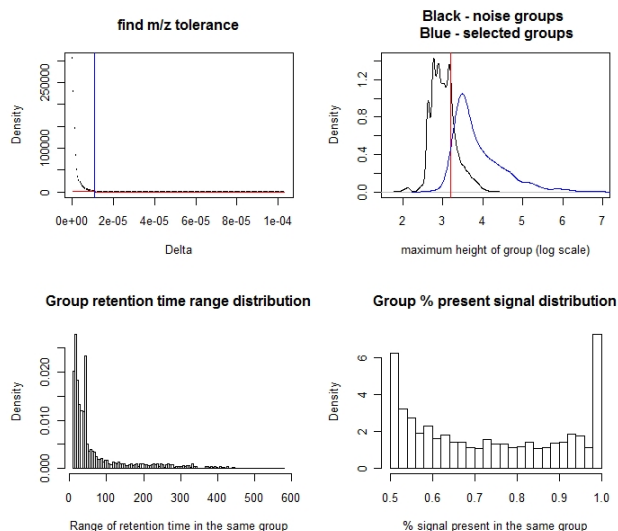 find m/z tolerance
Density
0 100000 250000
0e+00 2e-05 4e-05 6e-05 8e-05 1e-04
Delta
Black - noise groups
Blue - selected groups
Density
0.0 0.4 0.8 1.2
2 3 4 5 6 7
maximum height of group (log scale)
Group retention time range distribution
Density
0.000 0.010 0.020
0 100 200 300 400 500 600
Range of retention time in the same group
Group % present signal distribution
Density
0 2 4 6
0.5 0.6 0.7 0.8 0.9 1.0
% signal present in the same group